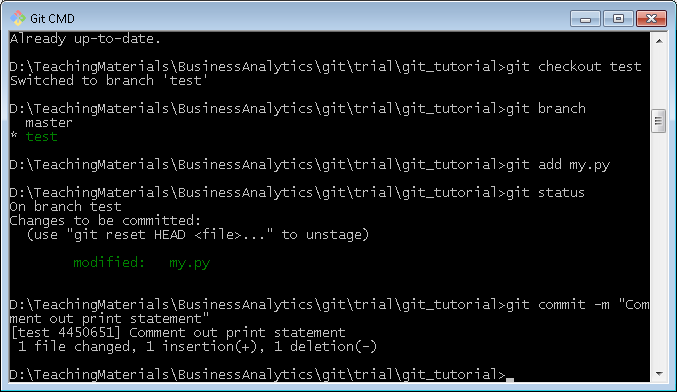 Git CMD
Already up-to-date.
D:\TeachingMaterials\BusinessAnalytics\git\trial\git_tutorial>git checkout test
Switched to branch 'test'
D:\TeachingMaterials\BusinessAnalytics\git\trial\git_tutorial>git branch
  master
* test
D:\TeachingMaterials\BusinessAnalytics\git\trial\git_tutorial>git add my.py
D:\TeachingMaterials\BusinessAnalytics\git\trial\git_tutorial>git status
On branch test
Changes to be committed:
  (use "git reset HEAD <file>..." to unstage)
        modified:   my.py
D:\TeachingMaterials\BusinessAnalytics\git\trial\git_tutorial>git commit -m "Com
ment out print statement"
[test 4450651] Comment out print statement
 1 file changed, 1 insertion(+), 1 deletion(-)
D:\TeachingMaterials\BusinessAnalytics\git\trial\git_tutorial>